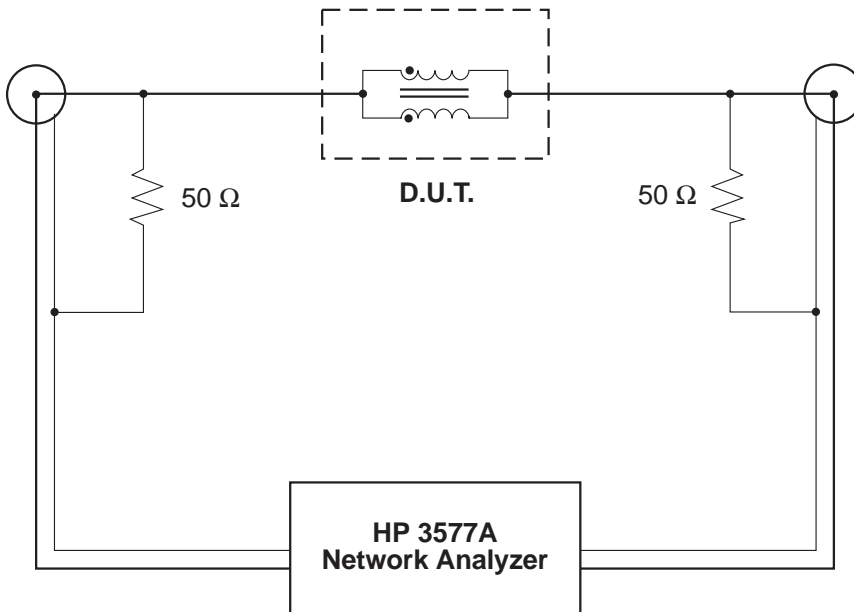 50 Ω
D.U.T.
50 Ω
HP 3577A
Network Analyzer